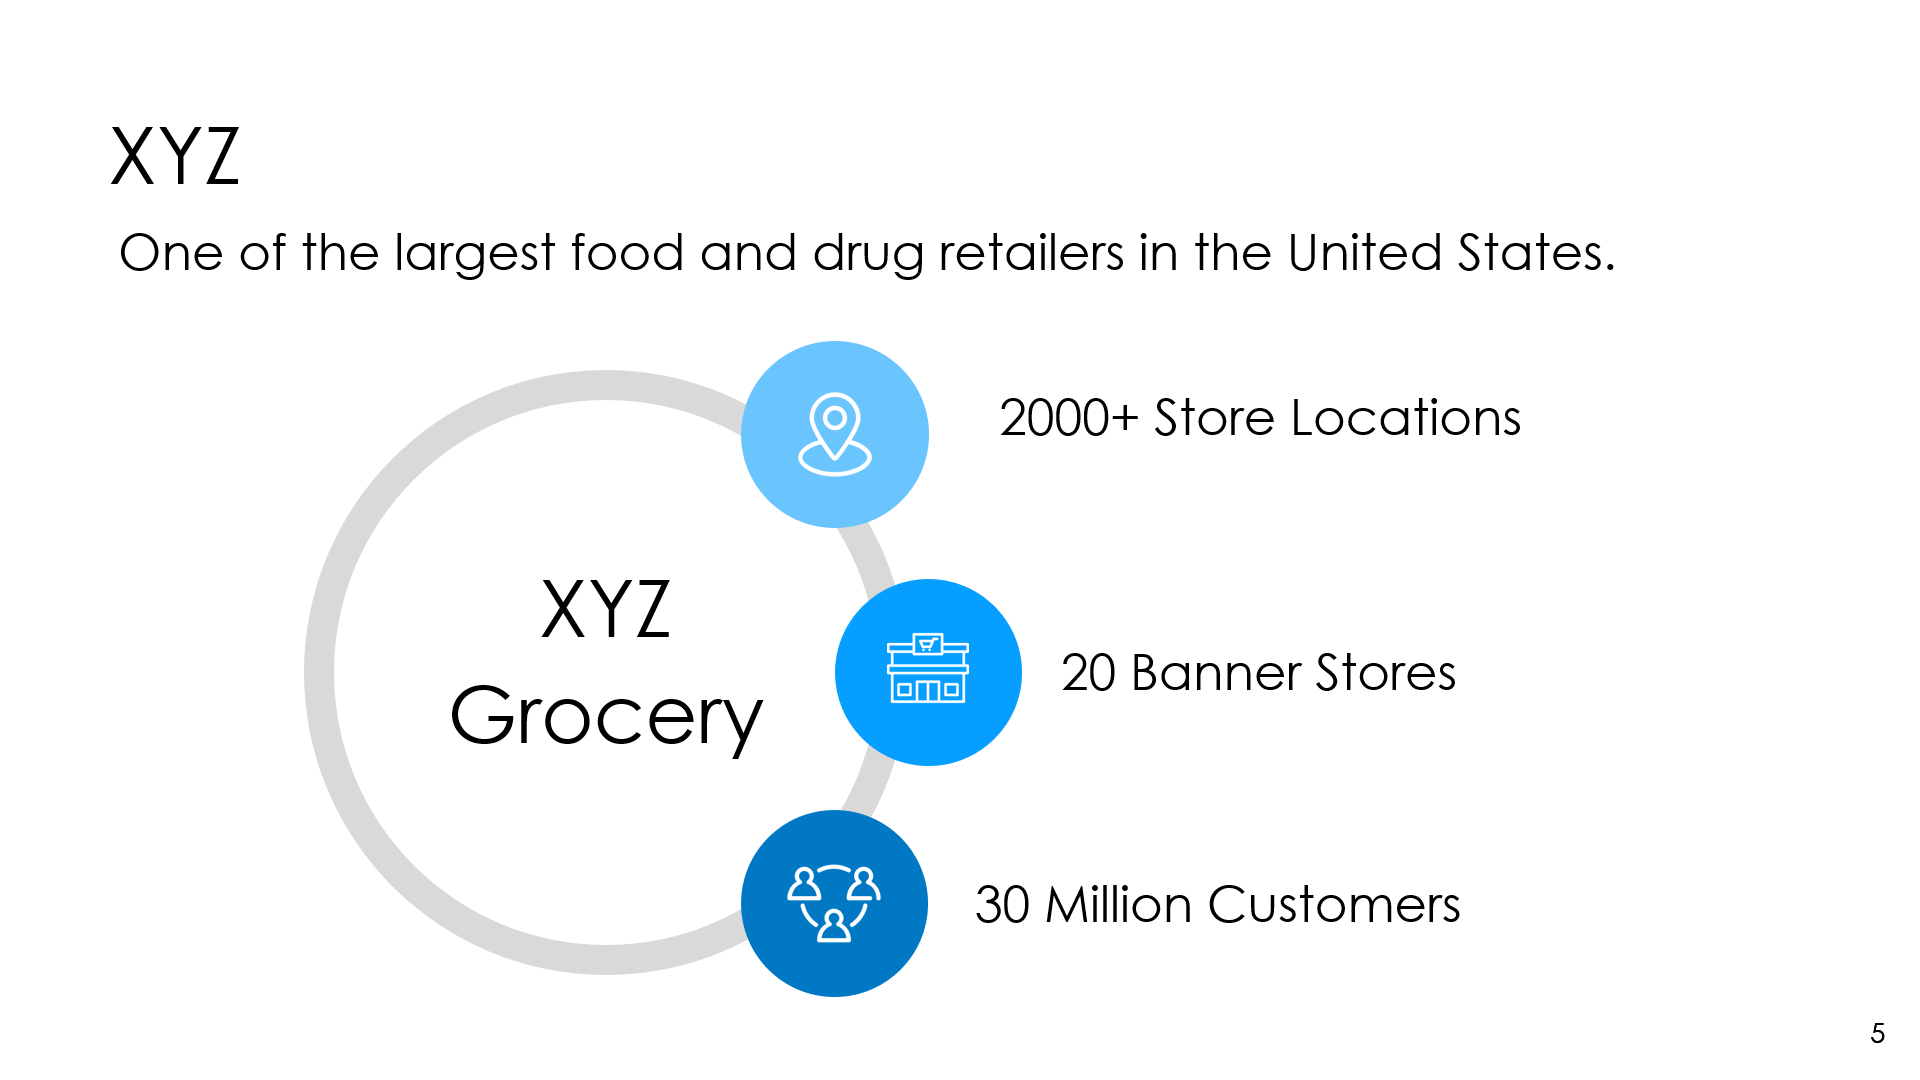 XYZ
One of the largest food and drug retailers in the United States.
XYZ
Grocery
2000+ Store Locations
20 Banner Stores
30 Million Customers
5